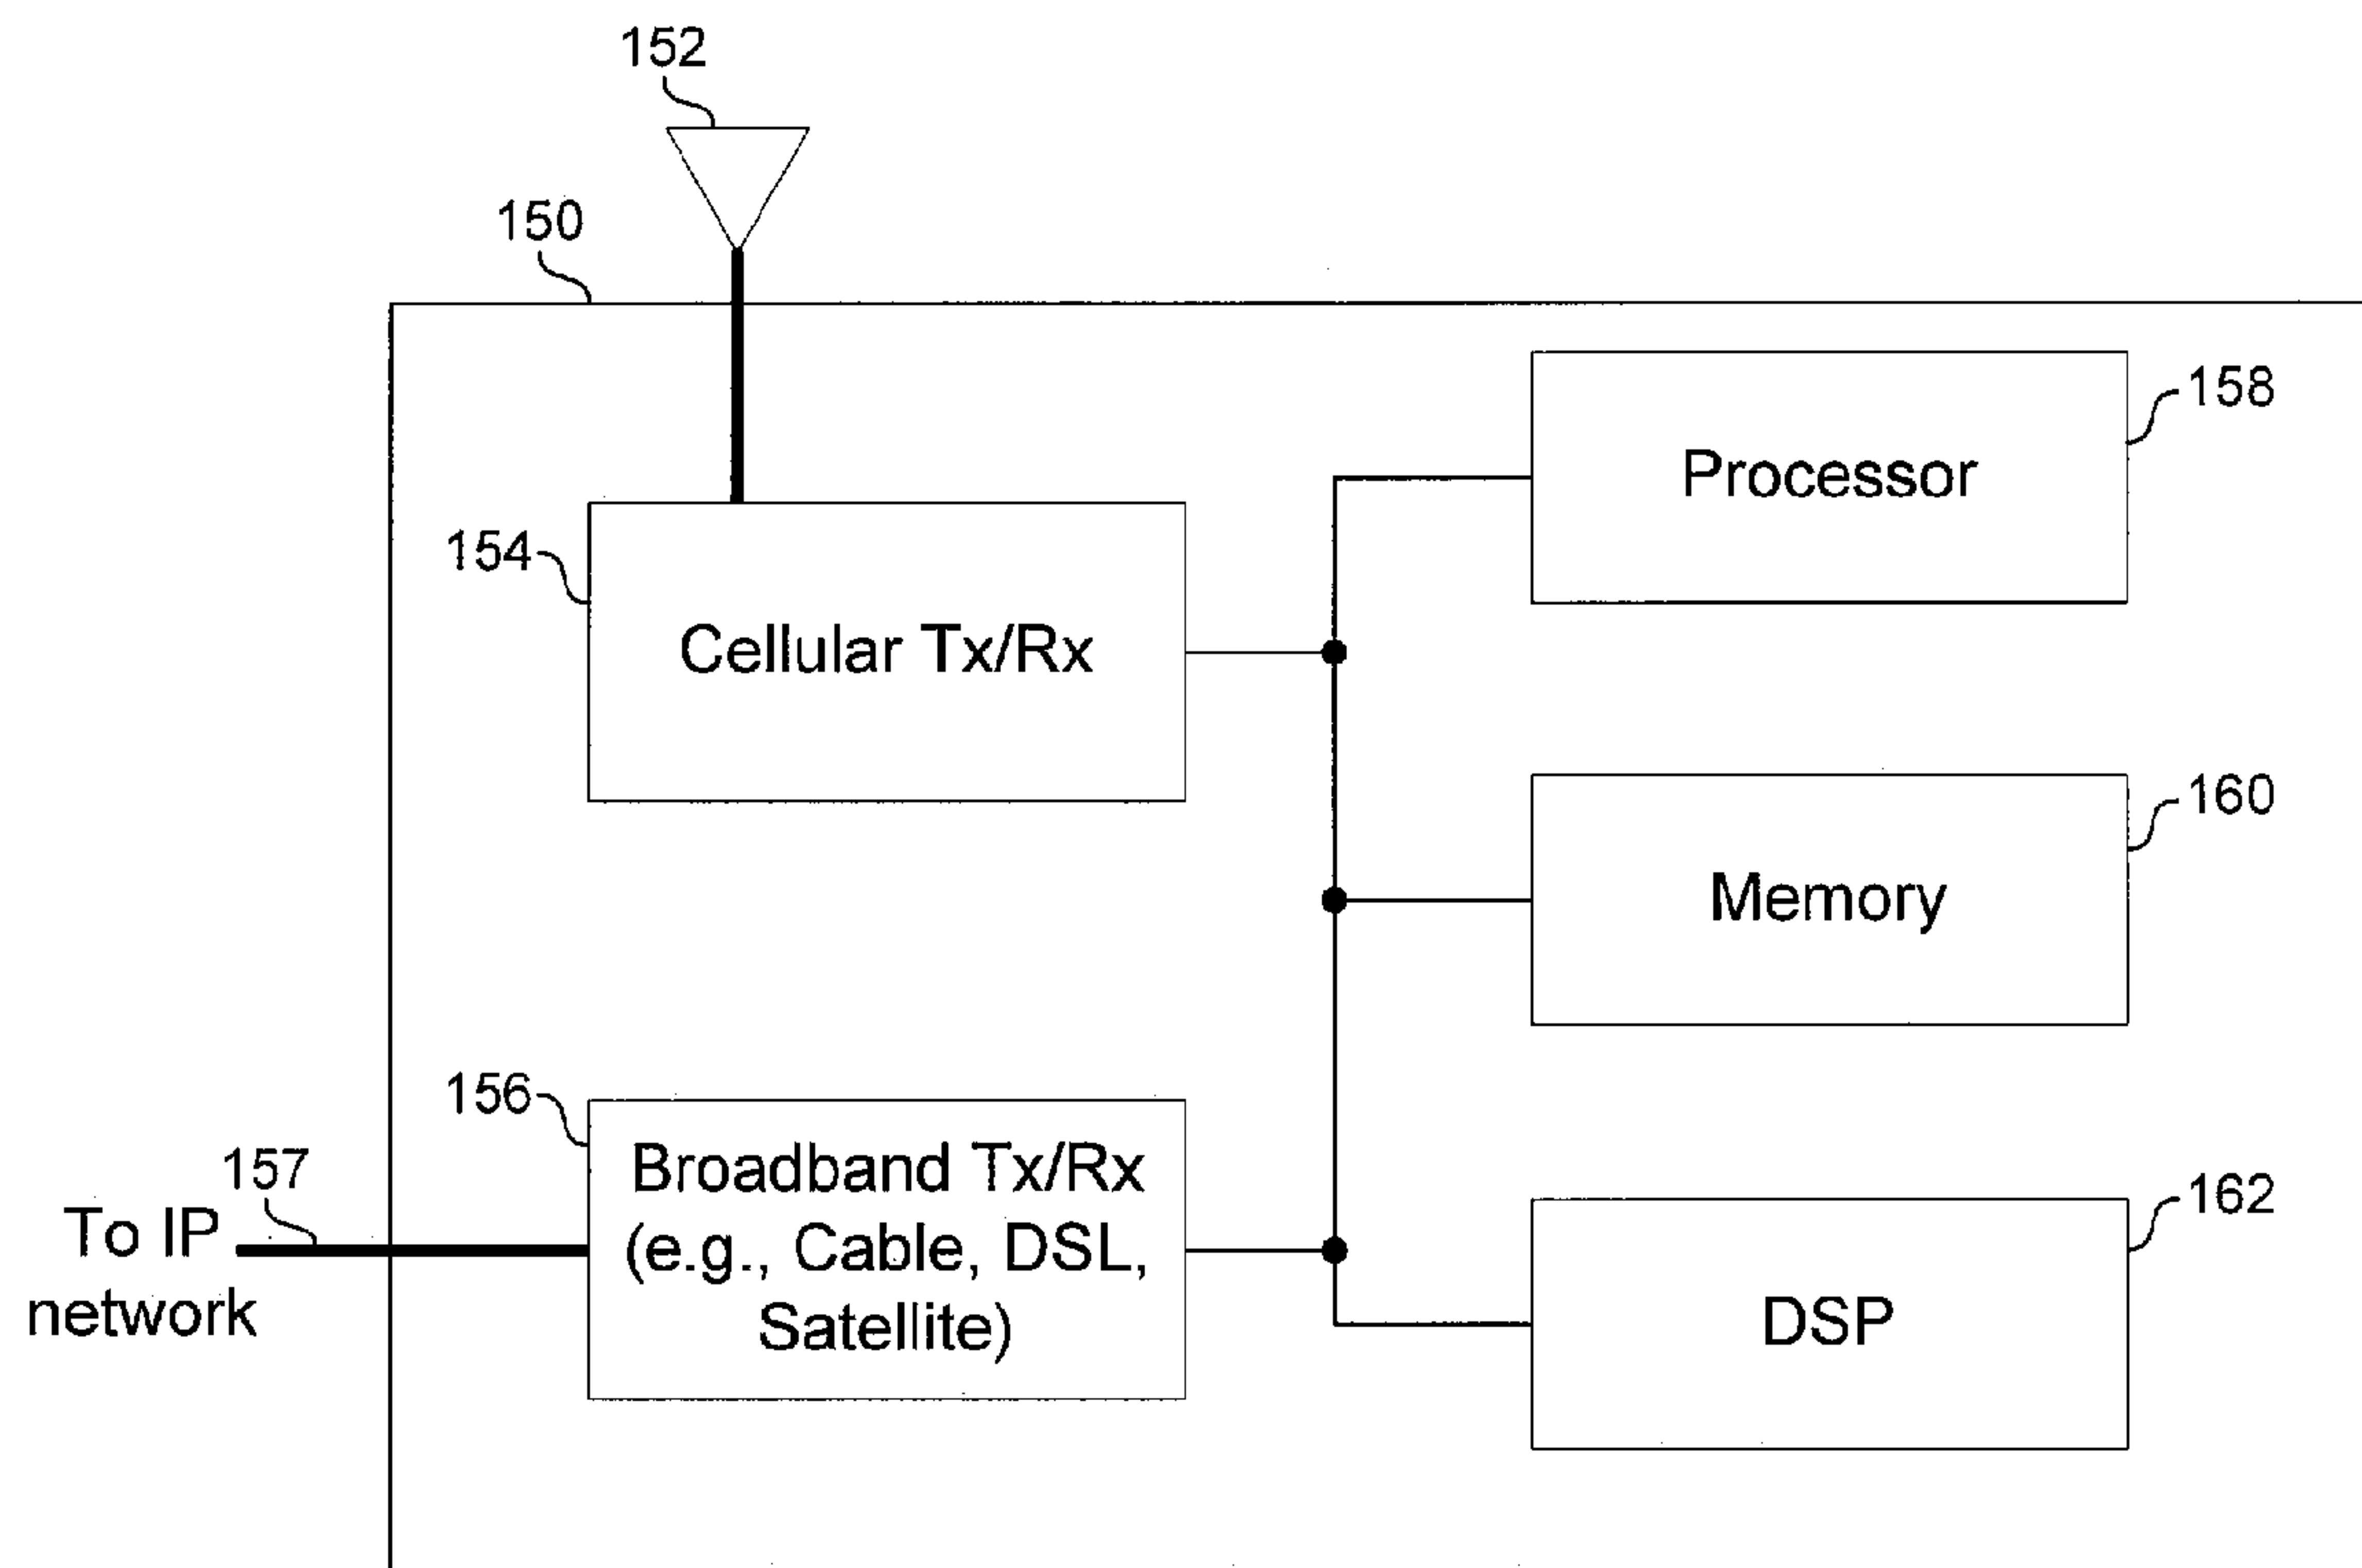 152
150
158
Processor
154
Cellular Tx/Rx
160
Memory
156
Broadband Tx/Rx
(e.g., Cable, DSL,
Satellite)
157
To IP
network
162
DSP